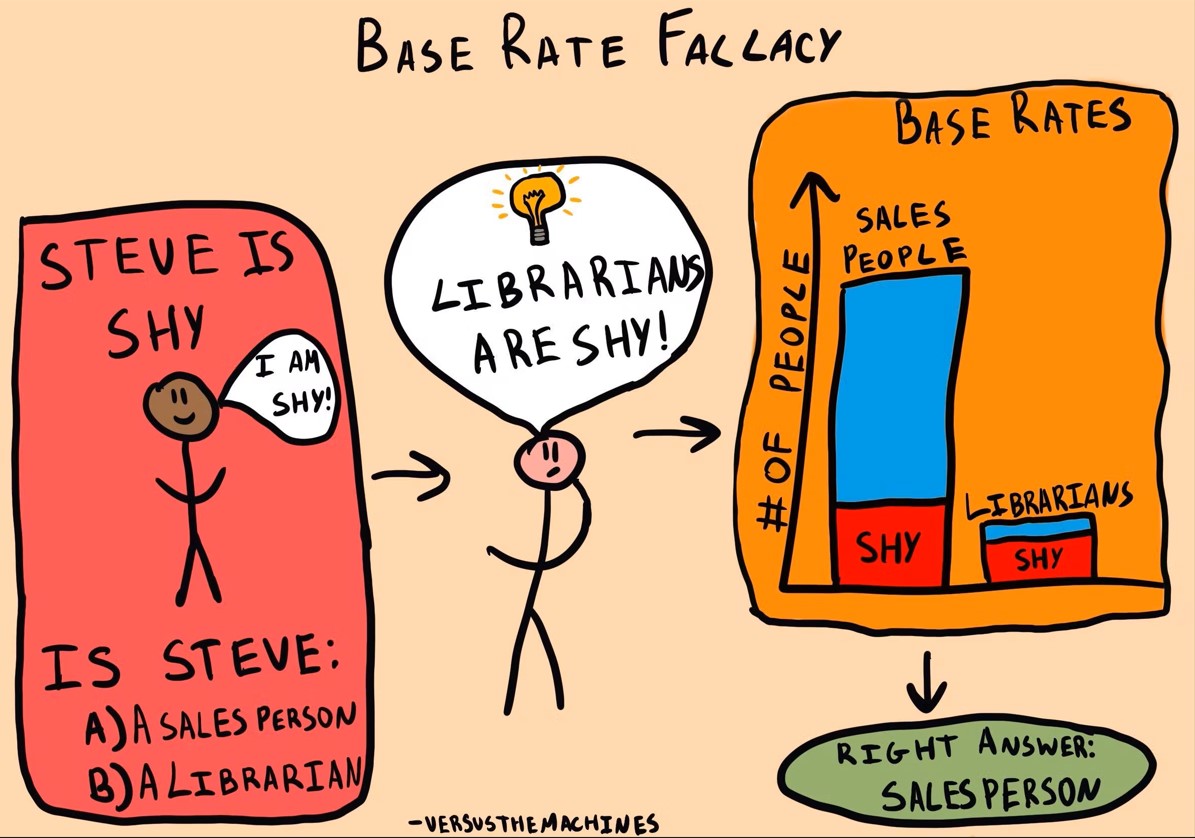 BASE RATE FALLACY
STEVE IS
SHY
I AM
SHY!
IS STEVE:
A) A SALES PERSON
B) A LIBRARIAN
LIBRARIANS
ARE SHY!
BASE RATES
# OF PEOPLE
SALES
PEOPLE
SHY
LIBRARIANS
SHY
RIGHT ANSWER:
SALESPERSON
-VERSUSTHEMACHINES